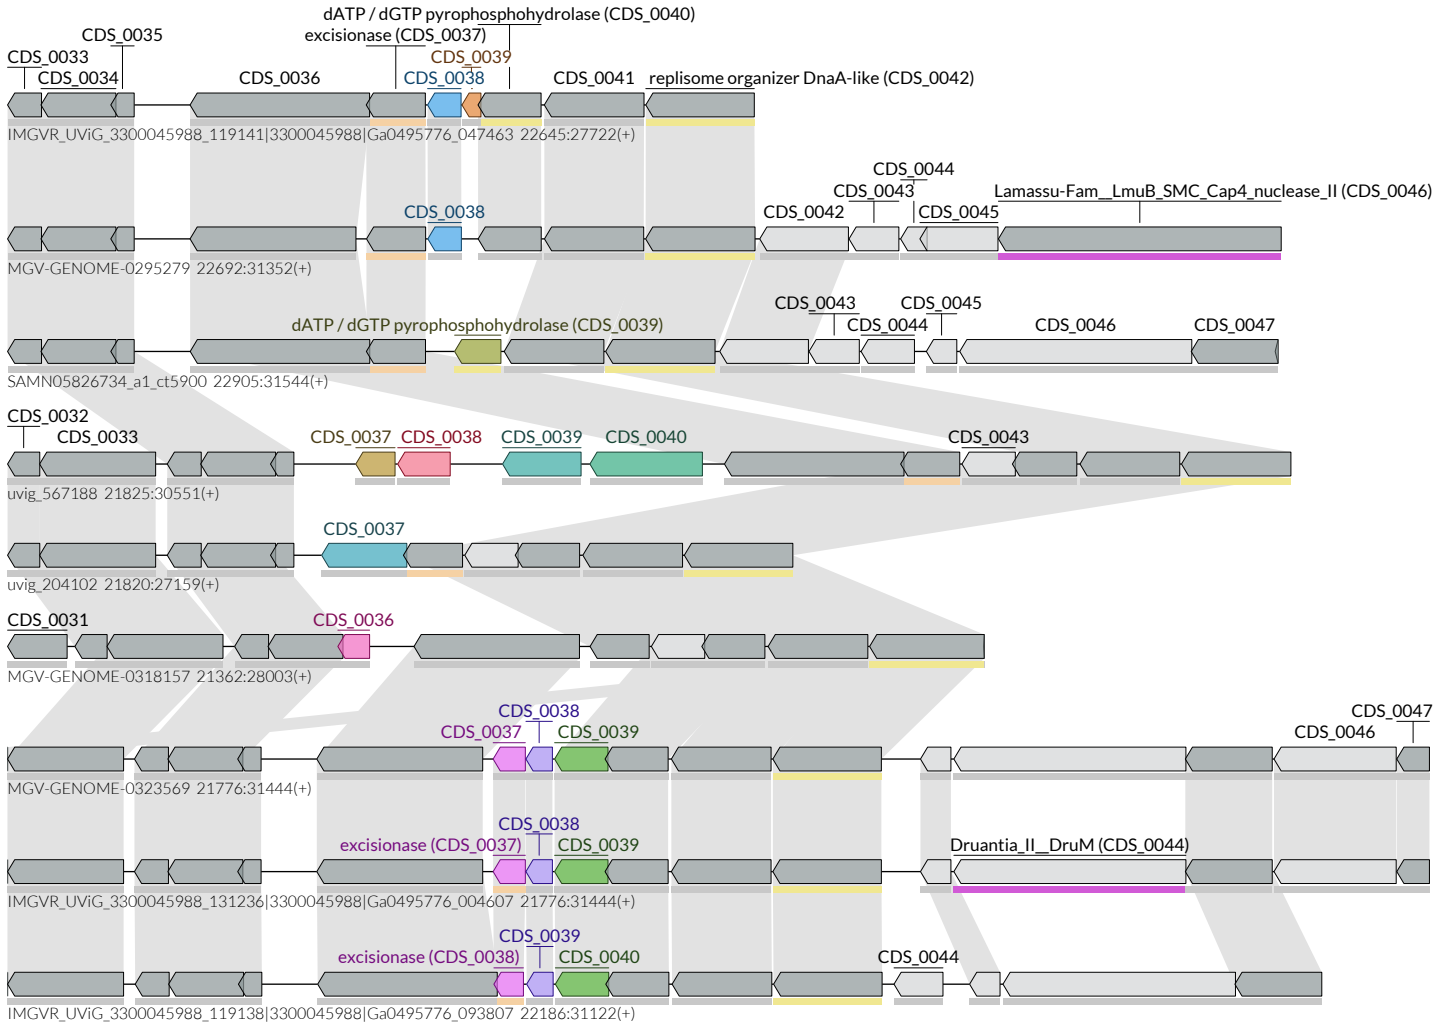 dATP / dGTP pyrophosphohydrolase (CDS_0040)
CDS_0035 excisionase (CDS_0037)
CDS_0033 CDS_0039
CDS_0034 CDS_0036 CDS_0038 CDS_0041 replisome organizer DnaA-like (CDS_0042)
IMGVR_UViG_3300045988_119141|3300045988|Ga0495776_047463 22645:27722(+)
CDS_0044
CDS_0043 Lamassu-Fam__LmuB_SMC_Cap4_nuclease_II (CDS_0046)
CDS_0038 CDS_0042 CDS_0045
MGV-GENOME-0295279 22692:31352(+)
CDS_0043 CDS_0045
dATP / dGTP pyrophosphohydrolase (CDS_0039) CDS_0044 CDS_0046 CDS_0047
SAMN05826734_a1_ct5900 22905:31544(+)
CDS_0032
CDS_0033 CDS_0037 CDS_0038 CDS_0039 CDS_0040 CDS_0043
uvig_567188 21825:30551(+)
CDS_0037
uvig_204102 21820:27159(+)
CDS_0031 CDS_0036
MGV-GENOME-0318157 21362:28003(+)
CDS_0038 CDS_0047
CDS_0037 CDS_0039 CDS_0046
MGV-GENOME-0323569 21776:31444(+)
CDS_0038
excisionase (CDS_0037) CDS_0039 Druantia_II__DruM (CDS_0044)
IMGVR_UViG_3300045988_131236|3300045988|Ga0495776_004607 21776:31444(+)
CDS_0039
excisionase (CDS_0038) CDS_0040 CDS_0044
IMGVR_UViG_3300045988_119138|3300045988|Ga0495776_093807 22186:31122(+)